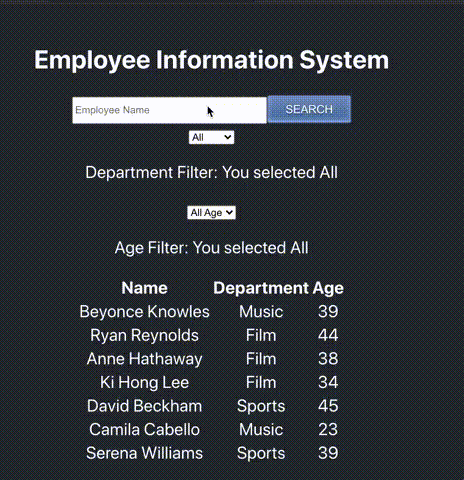 Employee Information System
Employee Name SEARCH
All
Department Filter: You selected All
All Age
Age Filter: You selected All
Name Department Age
Beyonce Knowles Music 39
Ryan Reynolds Film 44
Anne Hathaway Film 38
Ki Hong Lee Film 34
David Beckham Sports 45
Camila Cabello Music 23
Serena Williams Sports 39